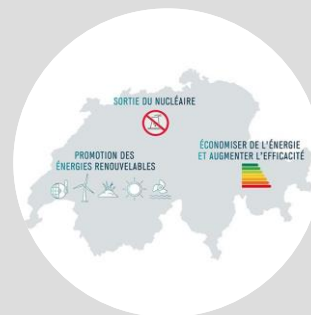 SORTIE DU NUCLÉAIRE
PROMOTION DES
ÉNERGIES RENOUVELABLES
ÉCONOMISER DE L'ÉNERGIE
ET AUGMENTER L'EFFICACITÉ